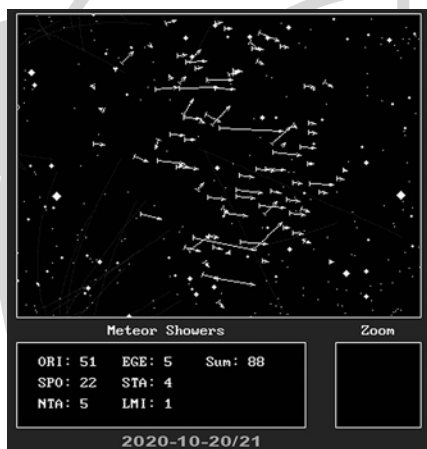 Meteor Showers Zoom
ORI: 51 EGE: 5 Sum: 88
SPO: 22 STA: 4
NTA: 5 LMI: 1
2020-10-20/21